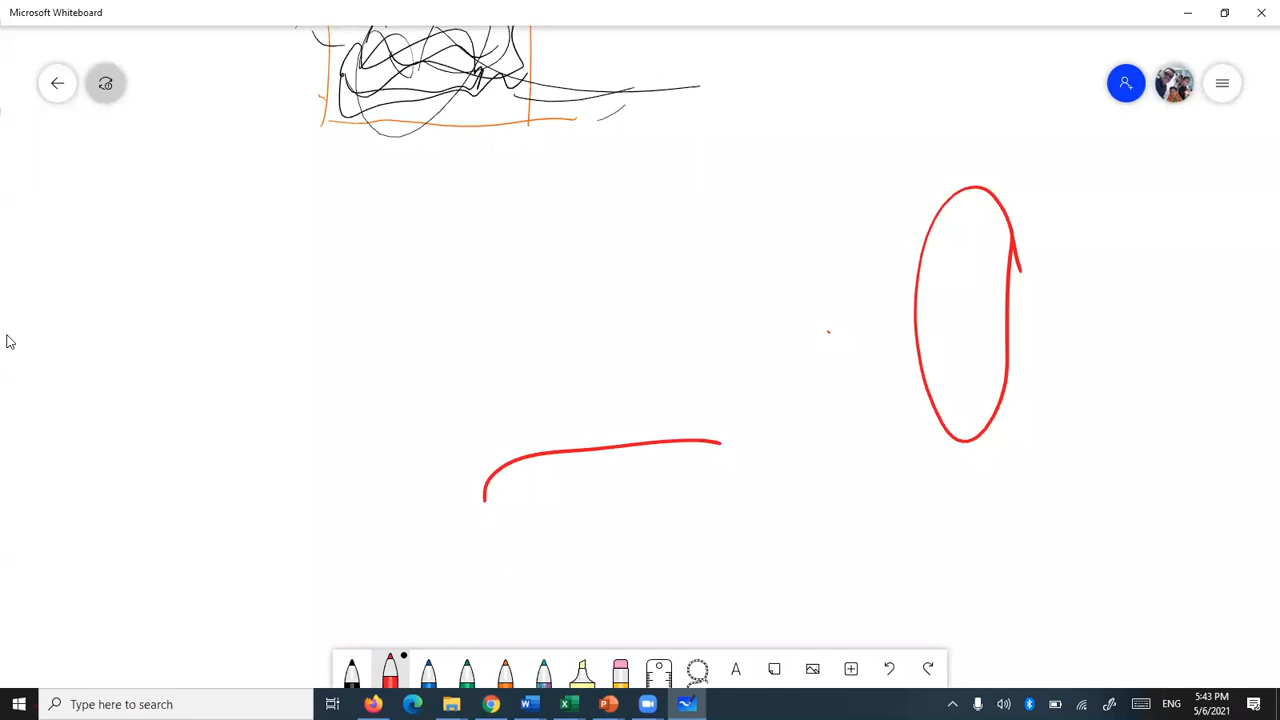 Microsoft Whiteboard
A
Type here to search
ENG
5:43 PM
5/6/2021